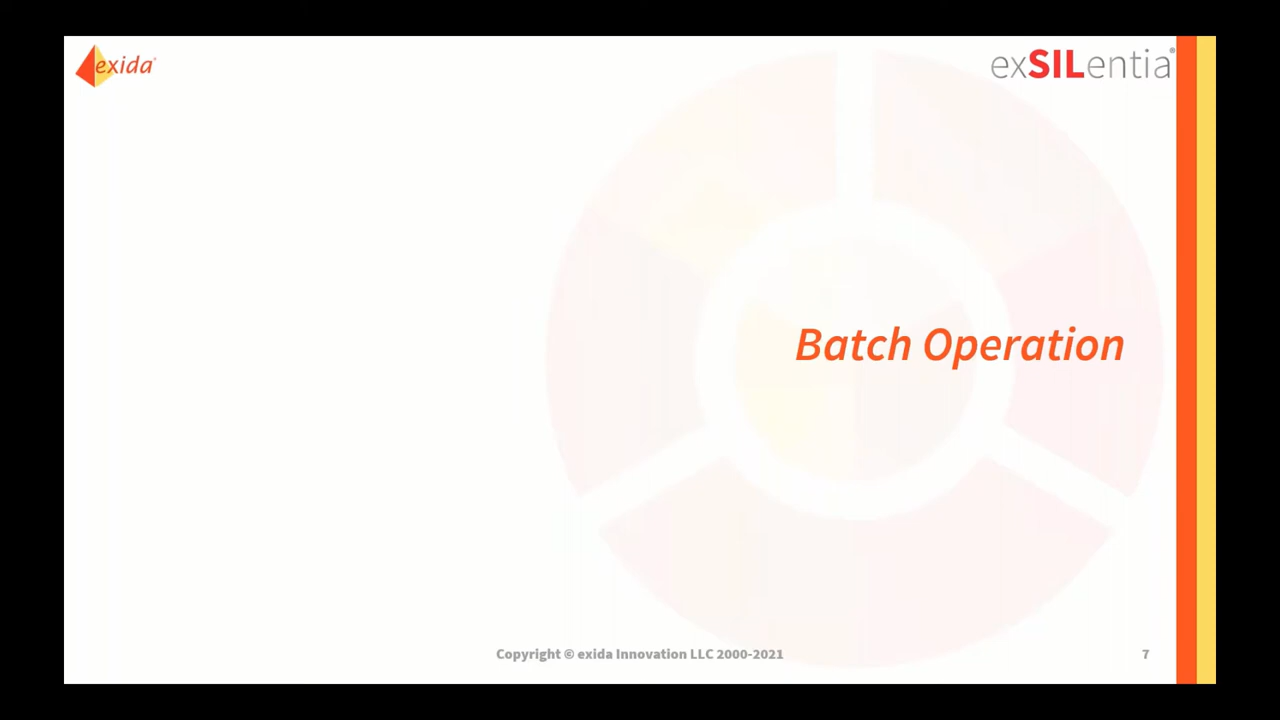 exida
exSILentia®
Batch Operation
Copyright © exida Innovation LLC 2000-2021
7